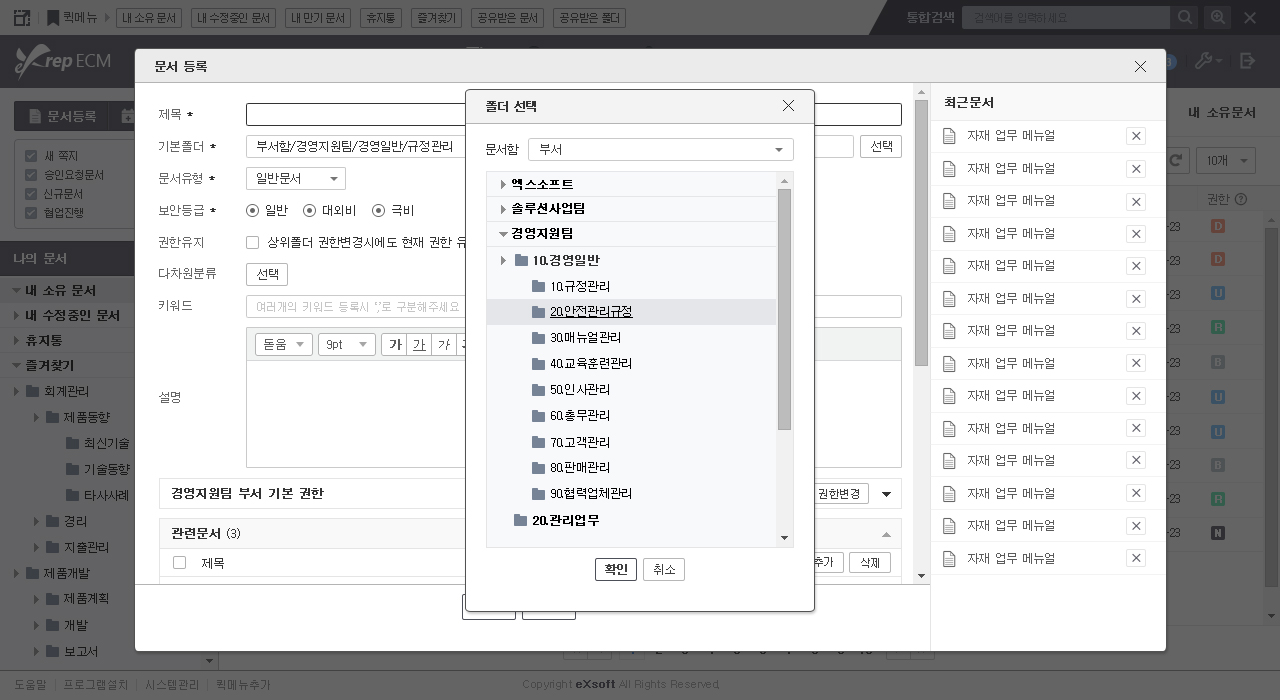 퀵메뉴
내 소유 문서
내 수정중인 문서
내 만기 문서
휴지통
즐겨찾기
공유받은 문서
공유받은 폴더
통합검색
검색어를 입력하세요
Xrep ECM
문서등록
내 소유문서
새 쪽지
승인요청문서
신규문서
협업진행
10개
권한
나의 문서
내 소유 문서
내 수정중인 문서
휴지통
즐겨찾기
회계관리
제품동향
최신기술
기술동향
타사사례
경리
지출관리
제품개발
제품계획
개발
보고서
문서 등록
제목 *
기본폴더 *
부서함/경영지원팀/경영일반/규정관리
선택
문서유형 *
일반문서
보안등급 *
일반
대외비
극비
권한유지
상위폴더 권한변경시에도 현재 권한 유
다차원분류
선택
키워드
여러개의 키워드 등록시 ','로 구분해주세요
돋움
9pt
가
가
가
설명
경영지원팀 부서 기본 권한
권한변경
관련문서 (3)
제목
추가
삭제
폴더 선택
문서함
부서
엑스소프트
솔루션사업팀
경영지원팀
10.경영일반
10.규정관리
20.안전관리규정
30.매뉴얼관리
40.교육훈련관리
50.인사관리
60.총무관리
70.고객관리
80.판매관리
90.협력업체관리
20.관리업무
확인
취소
최근문서
자재 업무 메뉴얼
자재 업무 메뉴얼
자재 업무 메뉴얼
자재 업무 메뉴얼
자재 업무 메뉴얼
자재 업무 메뉴얼
자재 업무 메뉴얼
자재 업무 메뉴얼
자재 업무 메뉴얼
자재 업무 메뉴얼
자재 업무 메뉴얼
자재 업무 메뉴얼
자재 업무 메뉴얼
자재 업무 메뉴얼
-23 D
-23 D
-23 U
-23 R
-23 B
-23 U
-23 U
-23 B
-23 R
-23 N
도움말
프로그램설치
시스템관리
퀵메뉴추가
Copyright eXsoft All Rights Reserved.